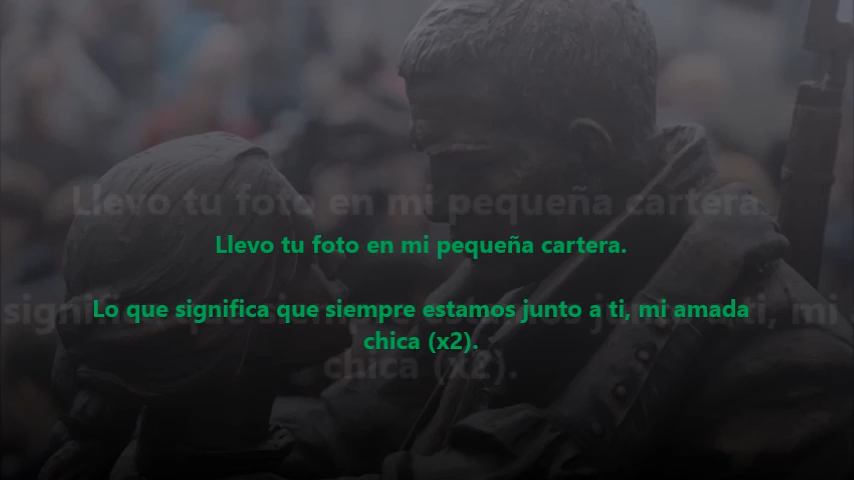 Llevo tu foto en mi pequeña cartera.
Lo que significa que siempre estamos junto a ti, mi amada
chica (x2).